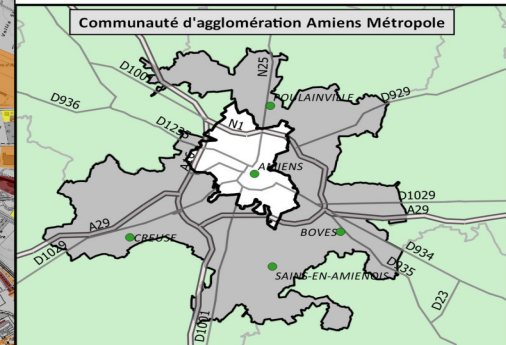 Communauté d'agglomération Amiens Métropole
D1001
N25
POULAINVILLE
D929
D936
D1235
N1
A16
AMIENS
D1029
A29
A29
CREUSE
BOVES
D934
D1029
D935
SAINS-EN-AMIENOIS
D23
D1001